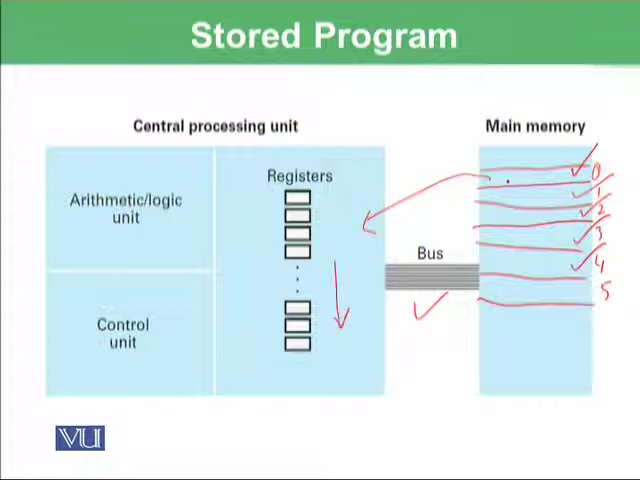 Stored Program
Central processing unit
Main memory
Registers
Arithmetic/logic
unit
Bus
Control
unit
0
1
2
3
4
5
VU